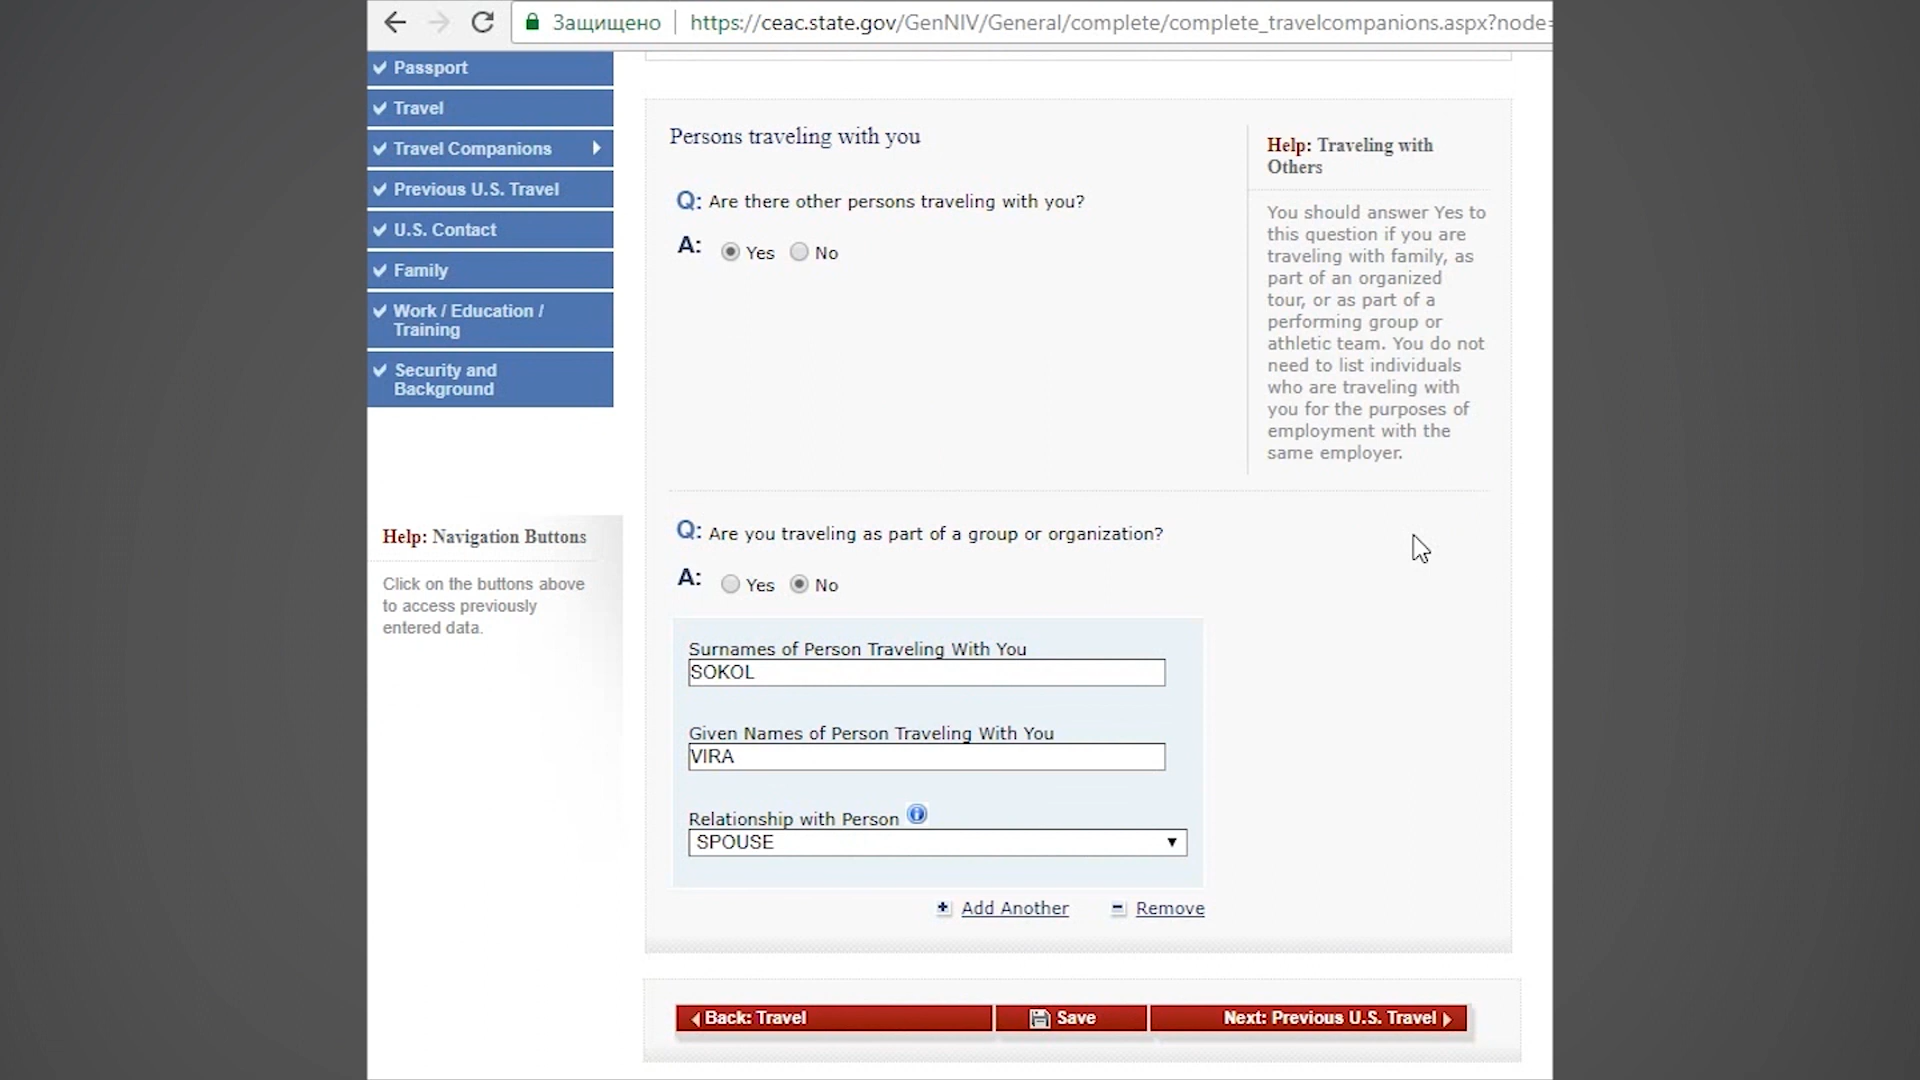 Защищено https://ceac.state.gov/GenNIV/General/complete/complete_travelcompanions.aspx?node=
Passport
Travel
Travel Companions
Previous U.S. Travel
U.S. Contact
Family
Work / Education /
Training
Security and
Background
Help: Navigation Buttons
Click on the buttons above
to access previously
entered data.
Persons traveling with you
Q: Are there other persons traveling with you?
A: Yes No
Help: Traveling with
Others
You should answer Yes to
this question if you are
traveling with family, as
part of an organized
tour, or as part of a
performing group or
athletic team. You do not
need to list individuals
who are traveling with
you for the purposes of
employment with the
same employer.
Q: Are you traveling as part of a group or organization?
A: Yes No
Surnames of Person Traveling With You
SOKOL
Given Names of Person Traveling With You
VIRA
Relationship with Person
SPOUSE
Add Another Remove
Back: Travel Save Next: Previous U.S. Travel